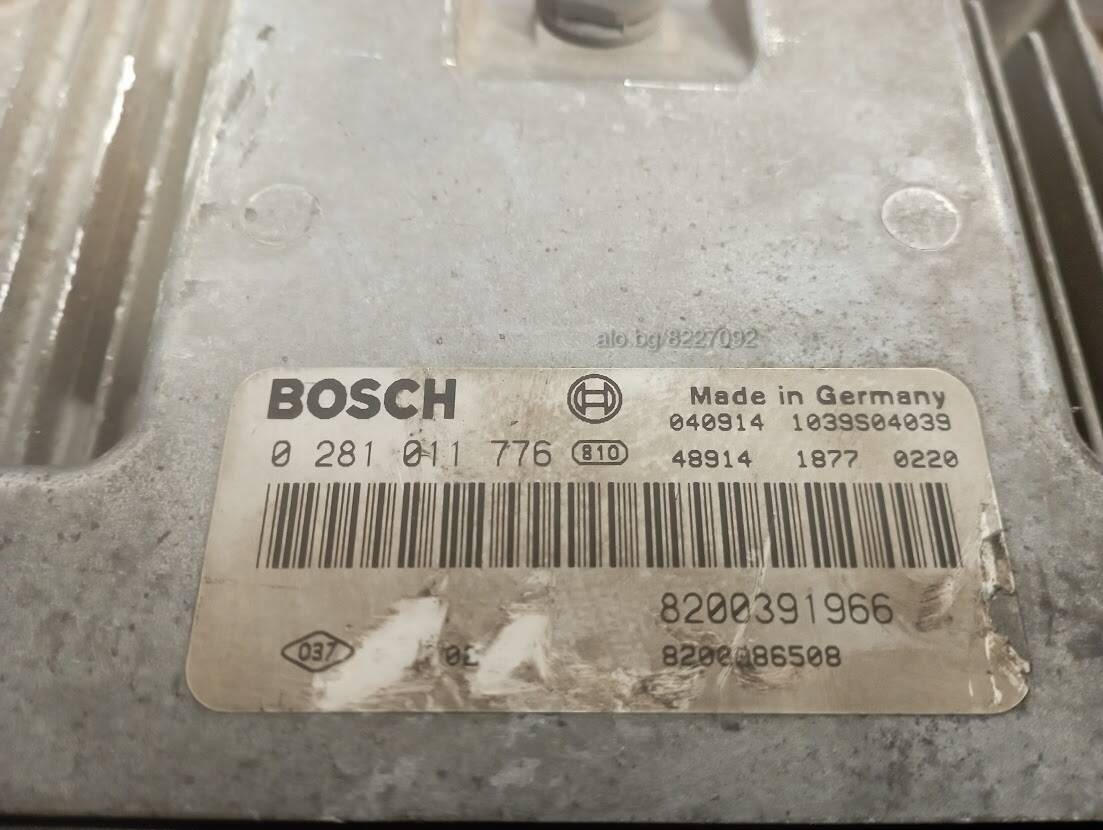 alo.bg/8227092
BOSCH
Made in Germany
040914 1039S04039
0 281 011 776 810 48914 1877 0220
8200391966
037